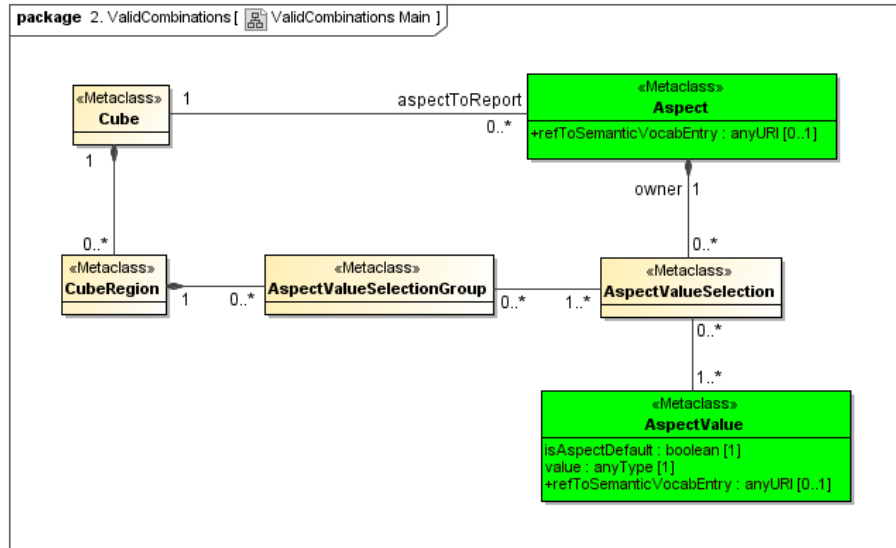 package 2. ValidCombinations [ ValidCombinations Main ]
«Metaclass»
Cube
1
aspectToReport
0..*
«Metaclass»
Aspect
+refToSemanticVocabEntry : anyURI [0..1]
1
owner 1
0..*
0..*
«Metaclass»
CubeRegion
1
0..*
«Metaclass»
AspectValueSelectionGroup
0..*
1..*
«Metaclass»
AspectValueSelection
0..*
1..*
«Metaclass»
AspectValue
isAspectDefault : boolean [1]
value : anyType [1]
+refToSemanticVocabEntry : anyURI [0..1]